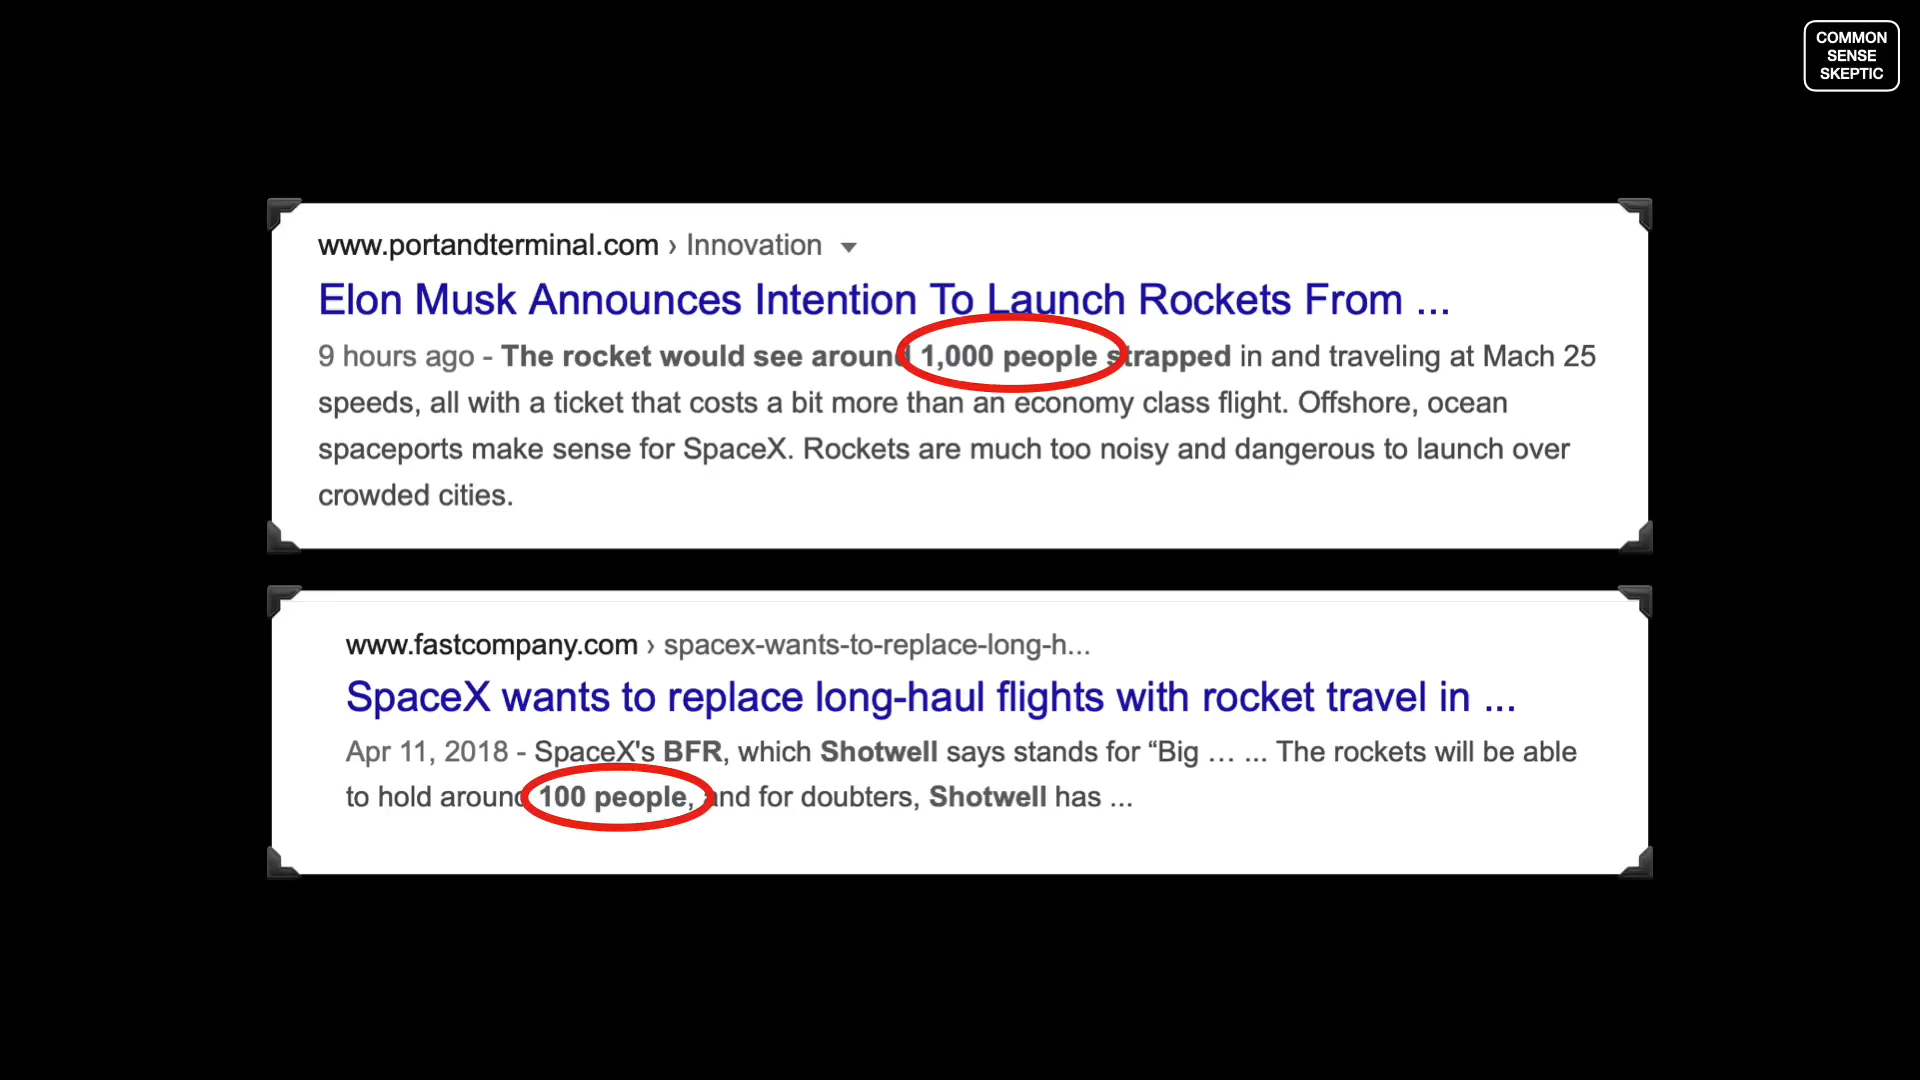 COMMON
SENSE
SKEPTIC
www.portandterminal.com › Innovation
Elon Musk Announces Intention To Launch Rockets From ...
9 hours ago - The rocket would see around 1,000 people strapped in and traveling at Mach 25
speeds, all with a ticket that costs a bit more than an economy class flight. Offshore, ocean
spaceports make sense for SpaceX. Rockets are much too noisy and dangerous to launch over
crowded cities.
www.fastcompany.com › spacex-wants-to-replace-long-h...
SpaceX wants to replace long-haul flights with rocket travel in ...
Apr 11, 2018 - SpaceX's BFR, which Shotwell says stands for “Big … ... The rockets will be able
to hold around 100 people, and for doubters, Shotwell has ...